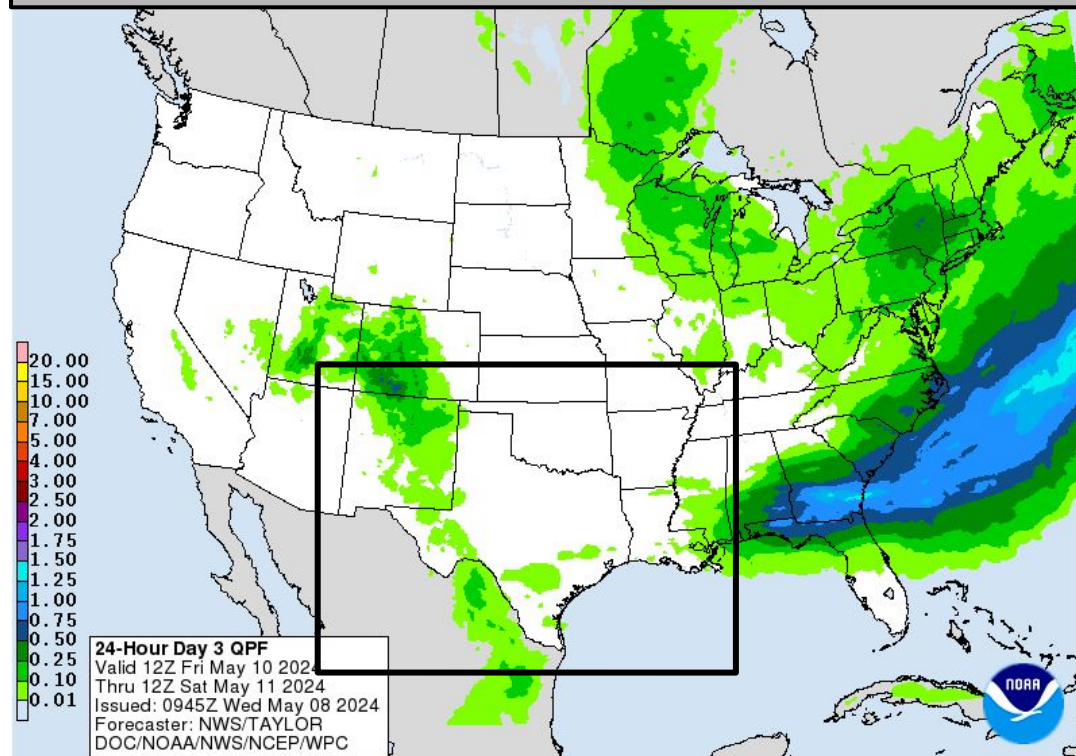 20.00
15.00
10.00
7.00
5.00
4.00
3.00
2.50
2.00
1.75
1.50
1.25
1.00
0.75
0.50
0.25
0.10
0.01
24-Hour Day 3 QPF
Valid 12Z Fri May 10 2024
Thru 12Z Sat May 11 2024
Issued: 0945Z Wed May 08 2024
Forecaster: NWS/TAYLOR
DOC/NOAA/NWS/NCEP/WPC
NOAA